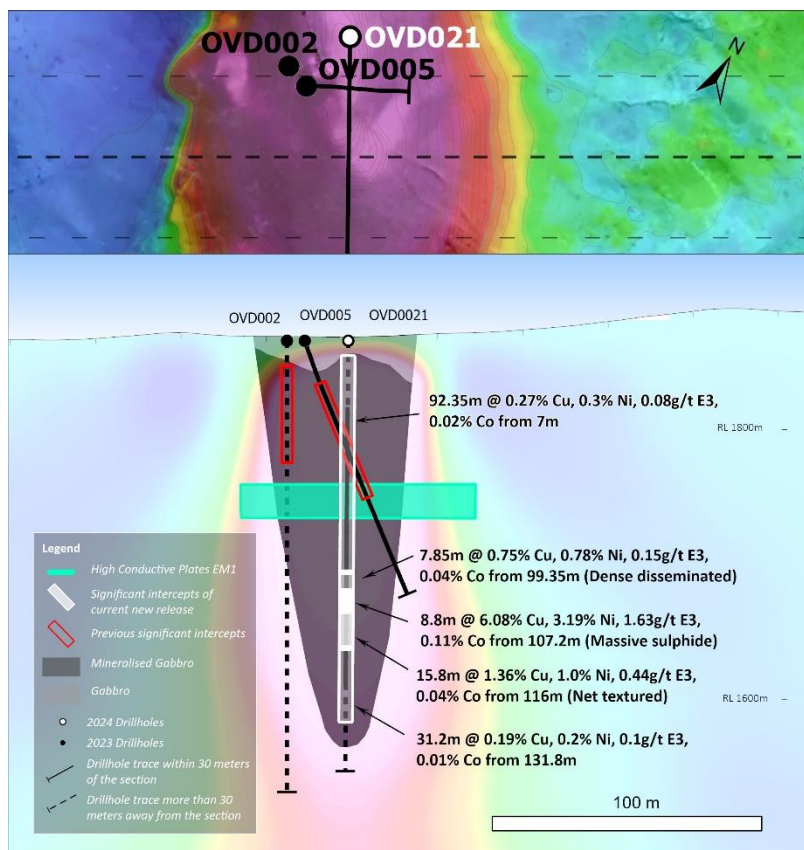 OVD002
OVD021
OVD005
N
OVD002
OVD005
OVD0021
92.35m @ 0.27% Cu, 0.3% Ni, 0.08g/t E3,
0.02% Co from 7m
RL 1800m
7.85m @ 0.75% Cu, 0.78% Ni, 0.15g/t E3,
0.04% Co from 99.35m (Dense disseminated)
8.8m @ 6.08% Cu, 3.19% Ni, 1.63g/t E3,
0.11% Co from 107.2m (Massive sulphide)
15.8m @ 1.36% Cu, 1.0% Ni, 0.44g/t E3,
0.04% Co from 116m (Net textured)
RL 1600m
31.2m @ 0.19% Cu, 0.2% Ni, 0.1g/t E3,
0.01% Co from 131.8m
100 m
Legend
High Conductive Plates EM1
Significant intercepts of
current new release
Previous significant intercepts
Mineralised Gabbro
Gabbro
2024 Drillholes
2023 Drillholes
Drillhole trace within 30 meters
of the section
Drillhole trace more than 30
meters away from the section